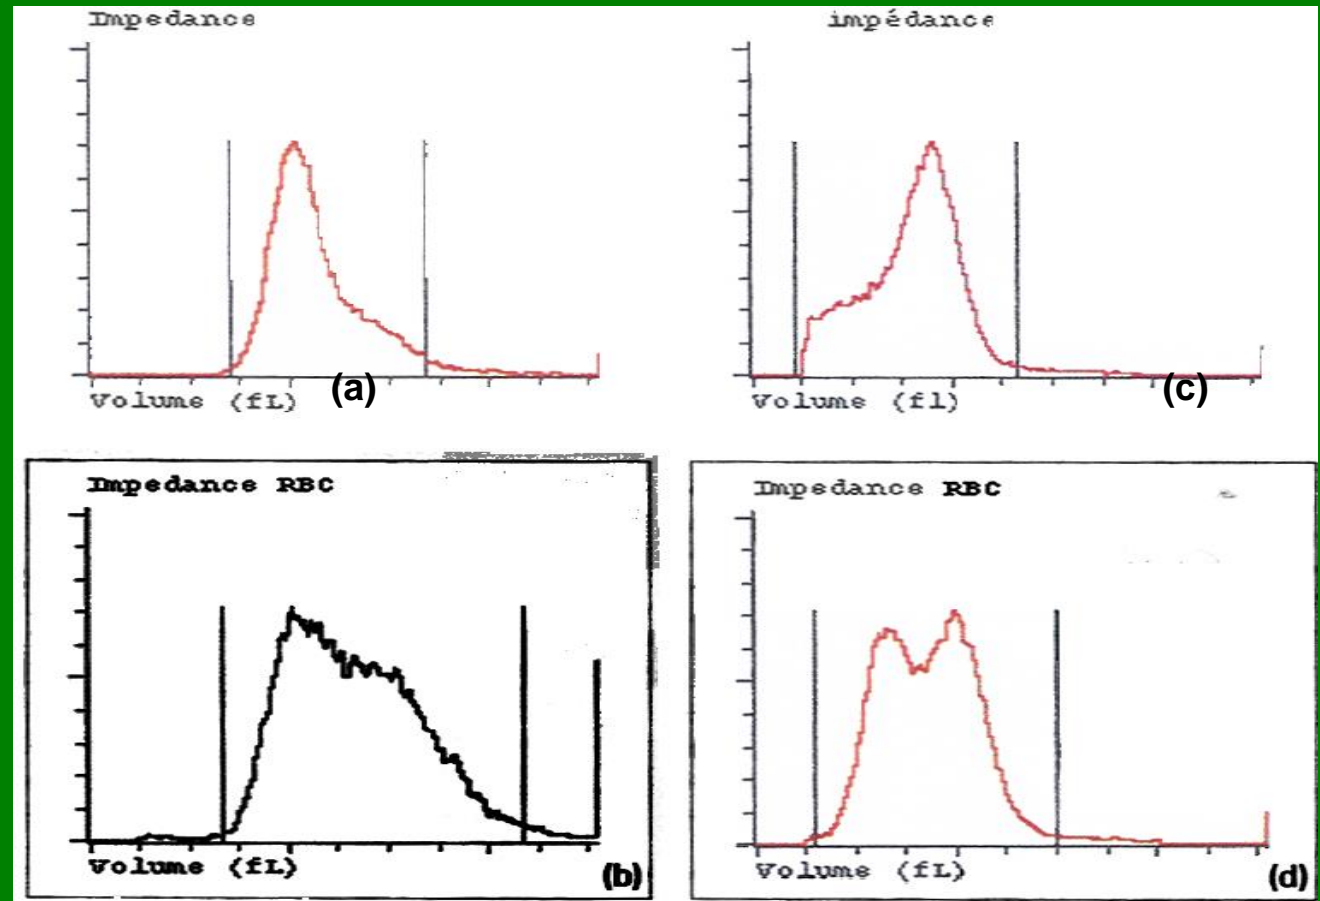 Impedance
Volume (fL)
(a)
impédance
Volume (fl)
(c)
Impedance RBC
Volume (fL)
(b)
Impedance RBC
Volume (fL)
(d)